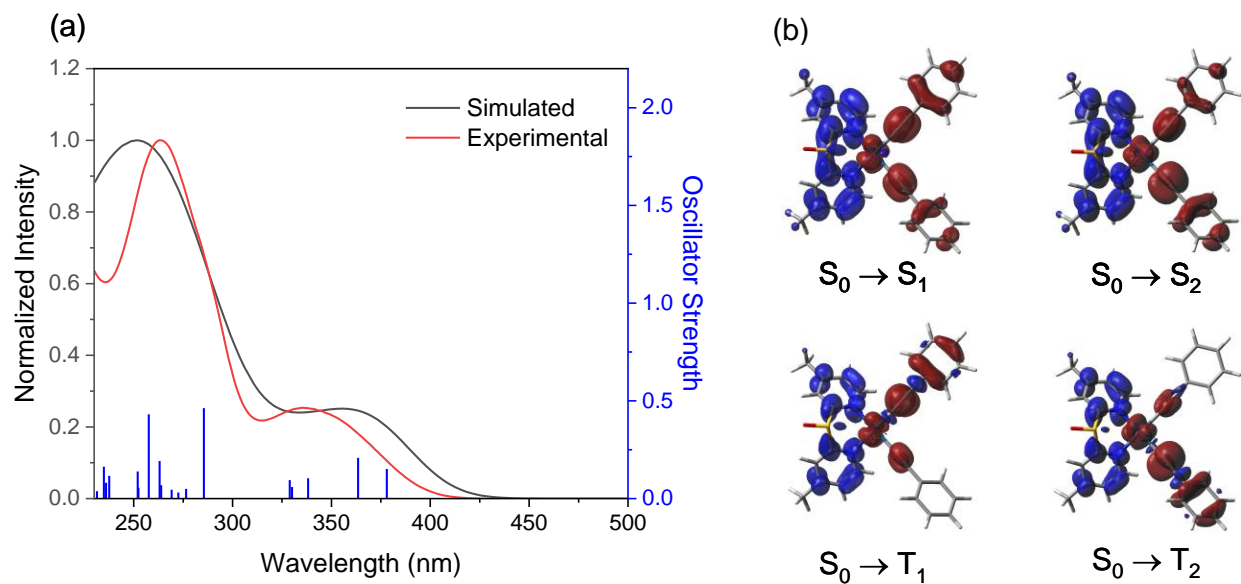 (a)
1.2
1.0
0.8
0.6
0.4
0.2
0.0
Normalized Intensity
Simulated
Experimental
2.0
1.5
1.0
0.5
0.0
Oscillator Strength
250
300
350
400
450
500
Wavelength (nm)
(b)
S₀ → S₁
S₀ → S₂
S₀ → T₁
S₀ → T₂